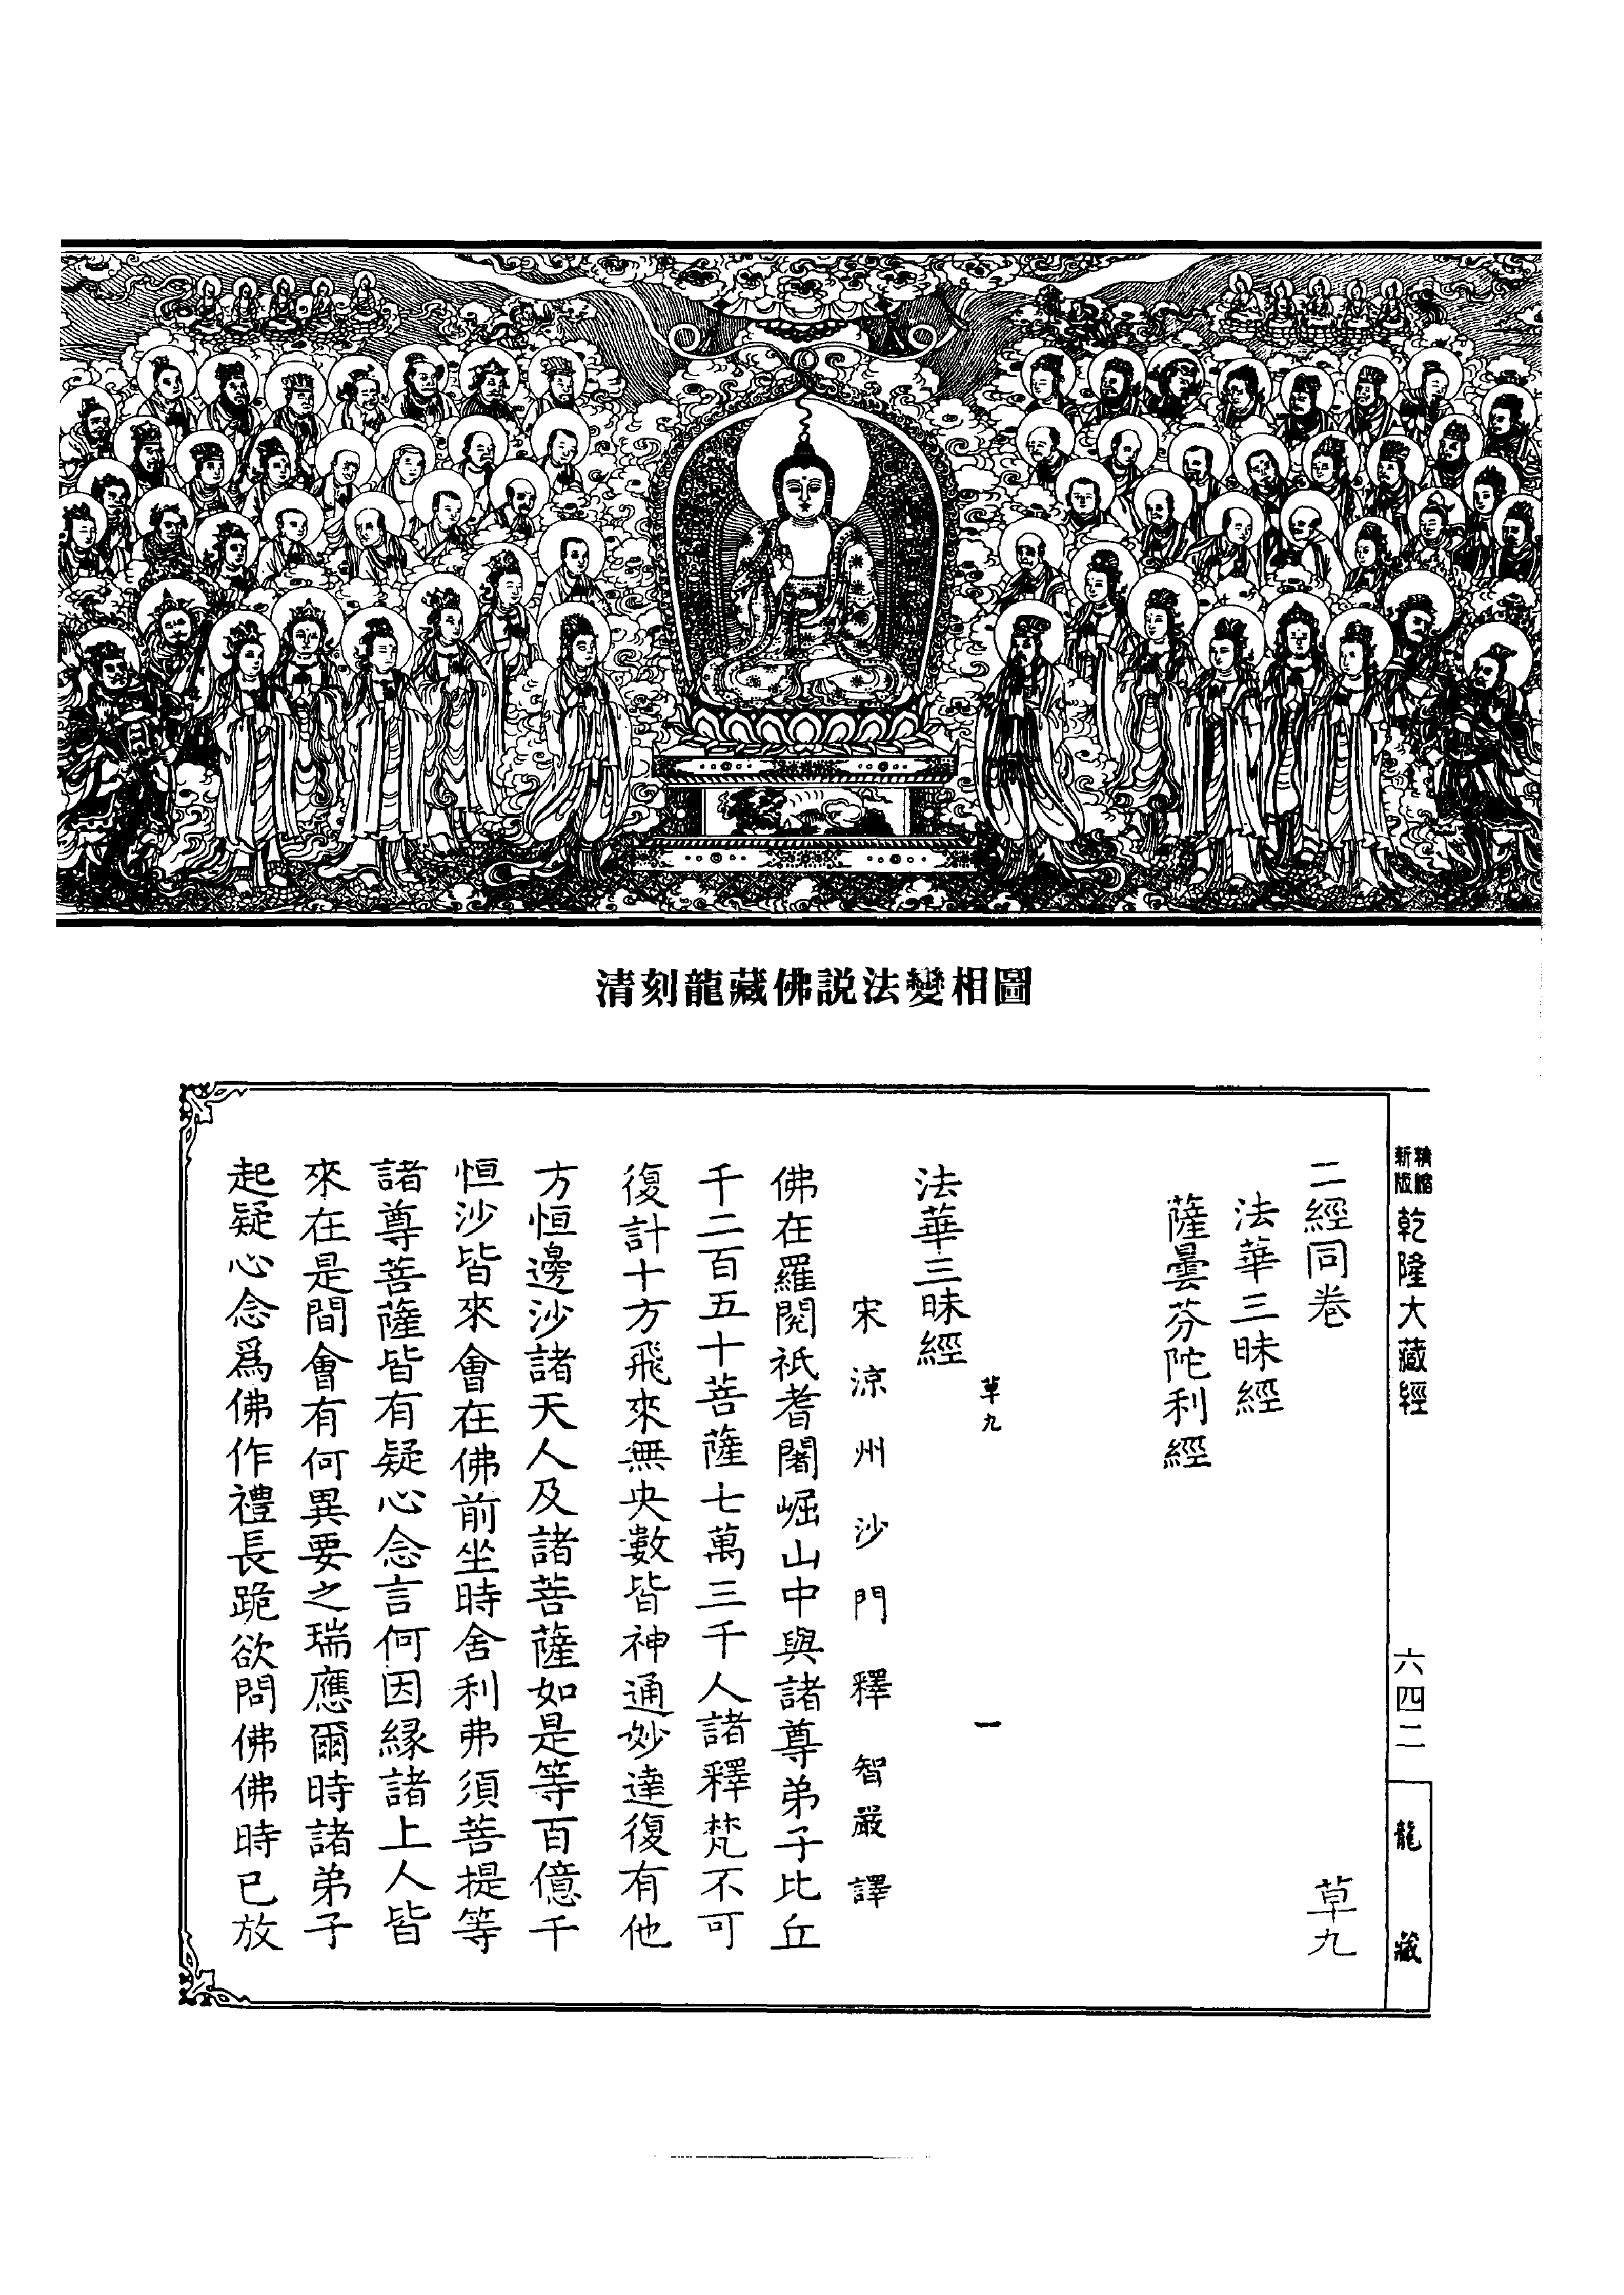 清刻龍藏佛説法變相圖
精縮新版
乾隆大藏經
六四二
龍藏
二經同卷 草九
法華三昧經
薩曇芬陀利經
草九 一
法華三昧經
宋涼州沙門釋智嚴譯
佛在羅閱祇耆闍崛山中與諸尊弟子比丘
千二百五十菩薩七萬三千人諸釋梵不可
復計十方飛來無央數皆神通妙達復有他
方恒邊沙諸天人及諸菩薩如是等百億千
恒沙皆來會在佛前坐時舍利弗須菩提等
諸尊菩薩皆有疑心念言何因緣諸上人皆
來在是間會有何異要之瑞應爾時諸弟子
起疑心念爲佛作禮長跪欲問佛佛時已放